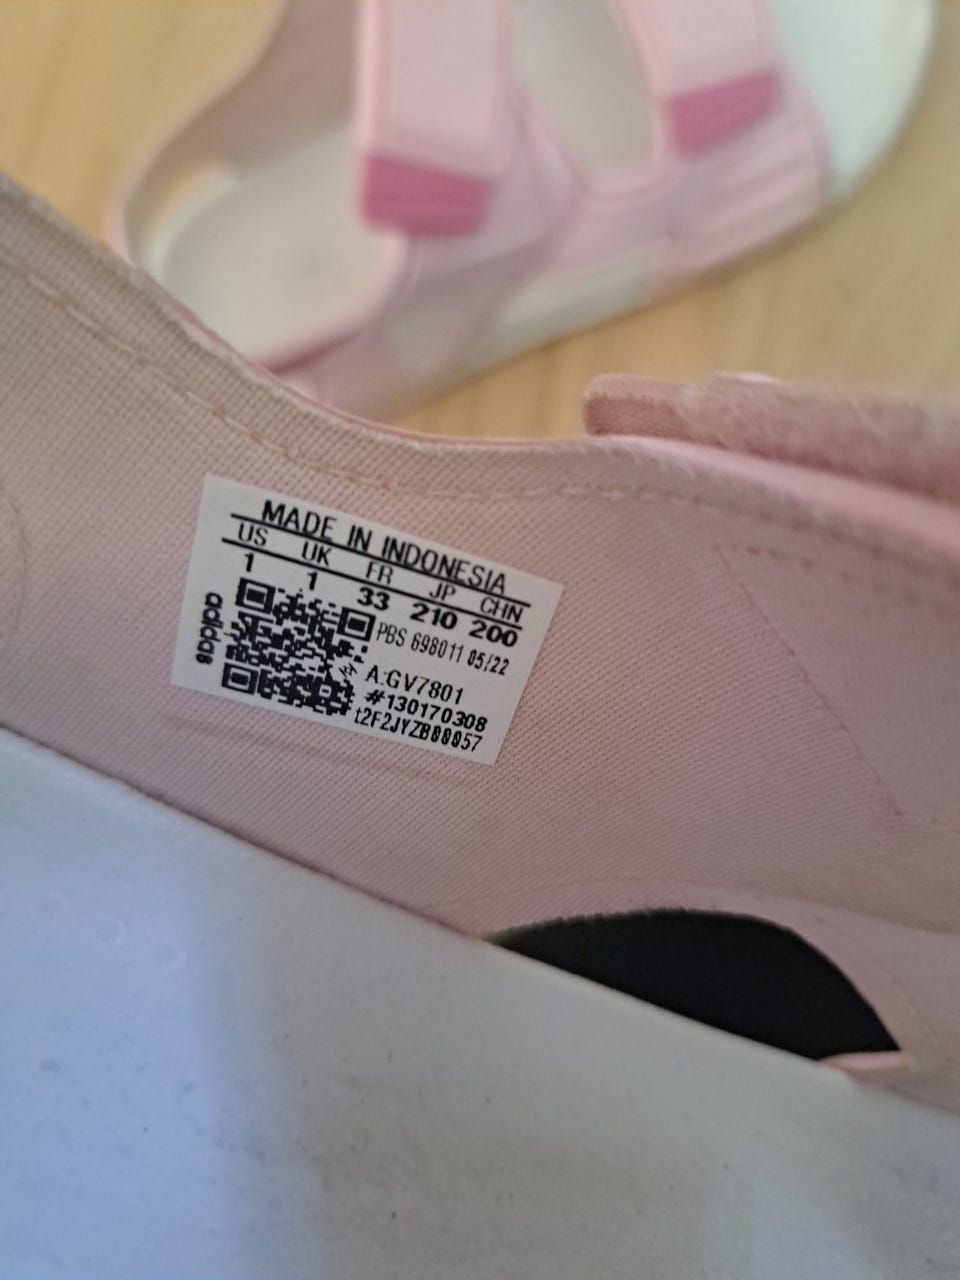 MADE IN INDONESIA
US UK FR JP CHN
1 1 33 210 200
PBS 698011 05/22
A:GV7801
#130170308
t2F2JYZB00057
adidas